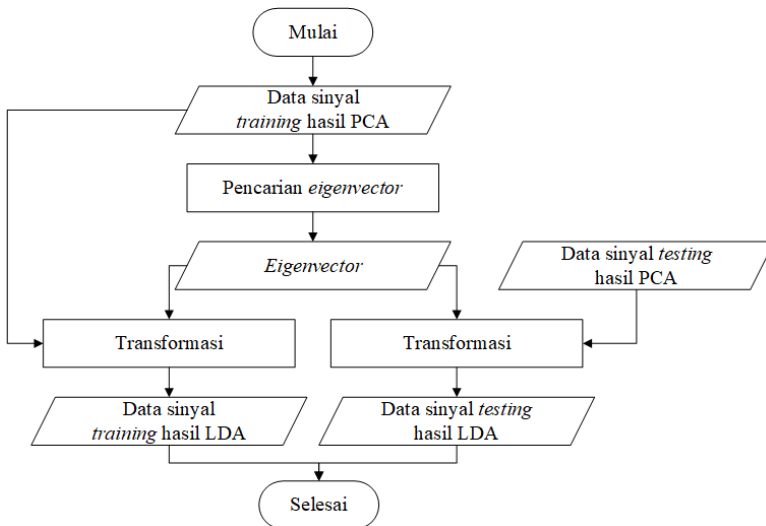 Mulai
Data sinyal
training hasil PCA
Pencarian eigenvector
Eigenvector
Data sinyal testing
hasil PCA
Transformasi
Transformasi
Data sinyal
training hasil LDA
Data sinyal testing
hasil LDA
Selesai